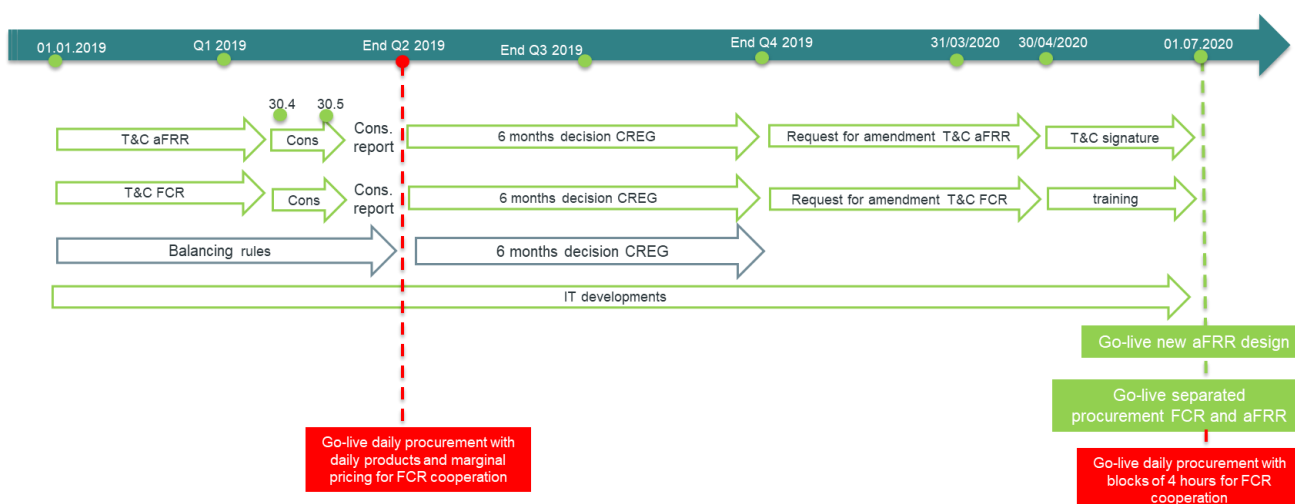 01.01.2019
Q1 2019
End Q2 2019
End Q3 2019
End Q4 2019
31/03/2020
30/04/2020
01.07.2020
30.4
30.5
T&C aFRR
Cons
Cons.
report
6 months decision CREG
Request for amendment T&C aFRR
T&C signature
T&C FCR
Cons
Cons.
report
6 months decision CREG
Request for amendment T&C FCR
training
Balancing rules
6 months decision CREG
IT developments
Go-live new aFRR design
Go-live separated
procurement FCR and aFRR
Go-live daily procurement with
daily products and marginal
pricing for FCR cooperation
Go-live daily procurement with
blocks of 4 hours for FCR
cooperation